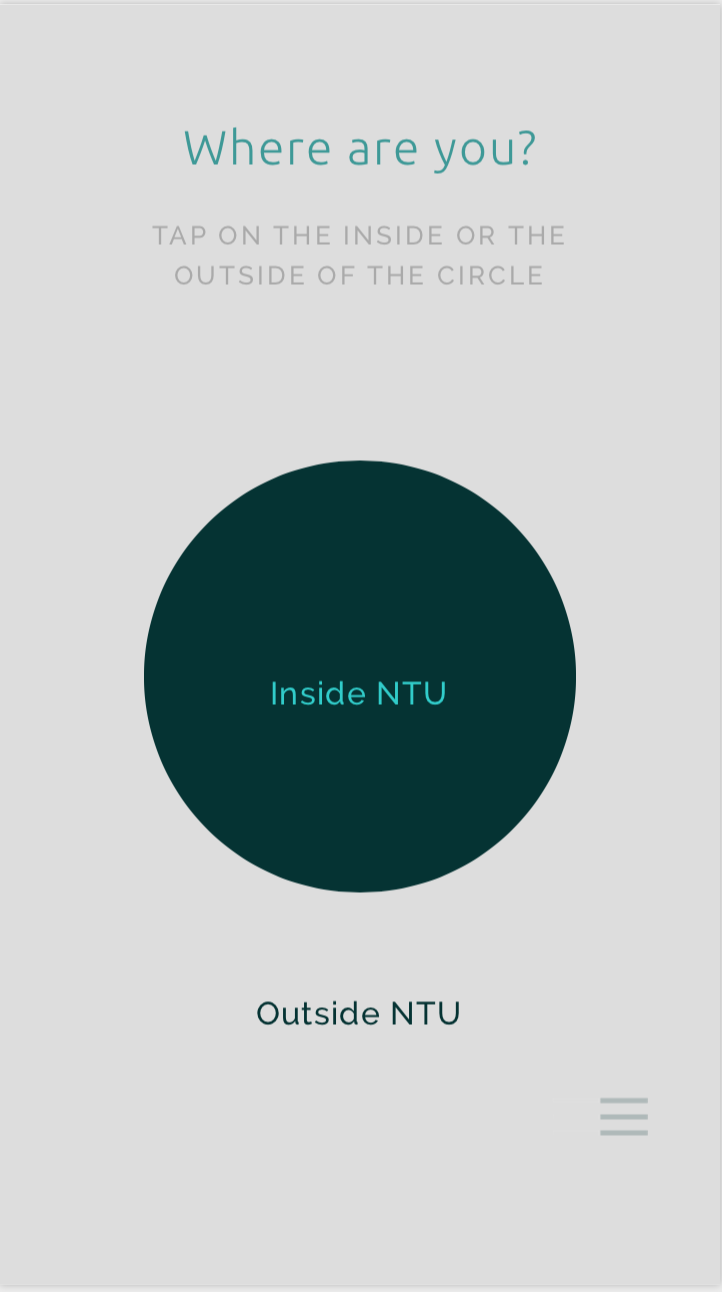 Where are you?
TAP ON THE INSIDE OR THE
OUTSIDE OF THE CIRCLE
Inside NTU
Outside NTU